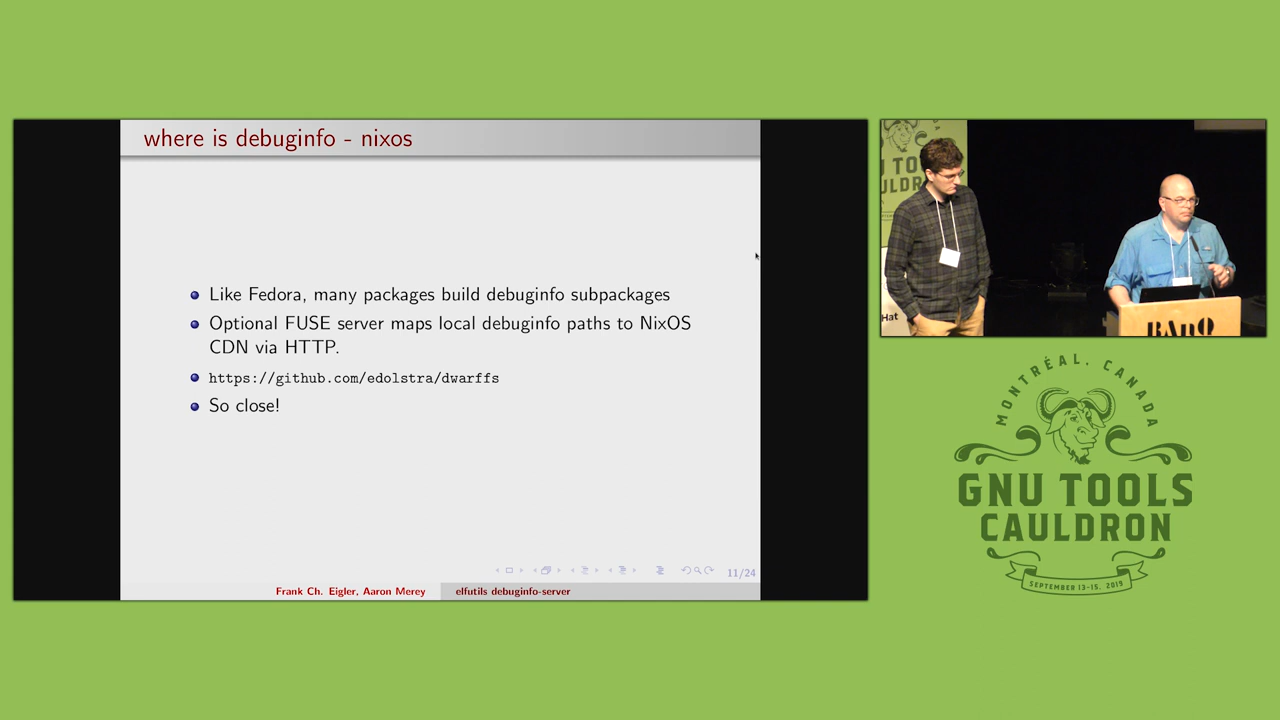 where is debuginfo - nixos
Like Fedora, many packages build debuginfo subpackages
Optional FUSE server maps local debuginfo paths to NixOS
CDN via HTTP.
https://github.com/edolstra/dwarffs
So close!
11/24
Frank Ch. Eigler, Aaron Merey
elfutils debuginfo-server
Hat
BAnQ
MONTRÉAL, CANADA
GNU TOOLS
CAULDRON
SEPTEMBER 13-15, 2019